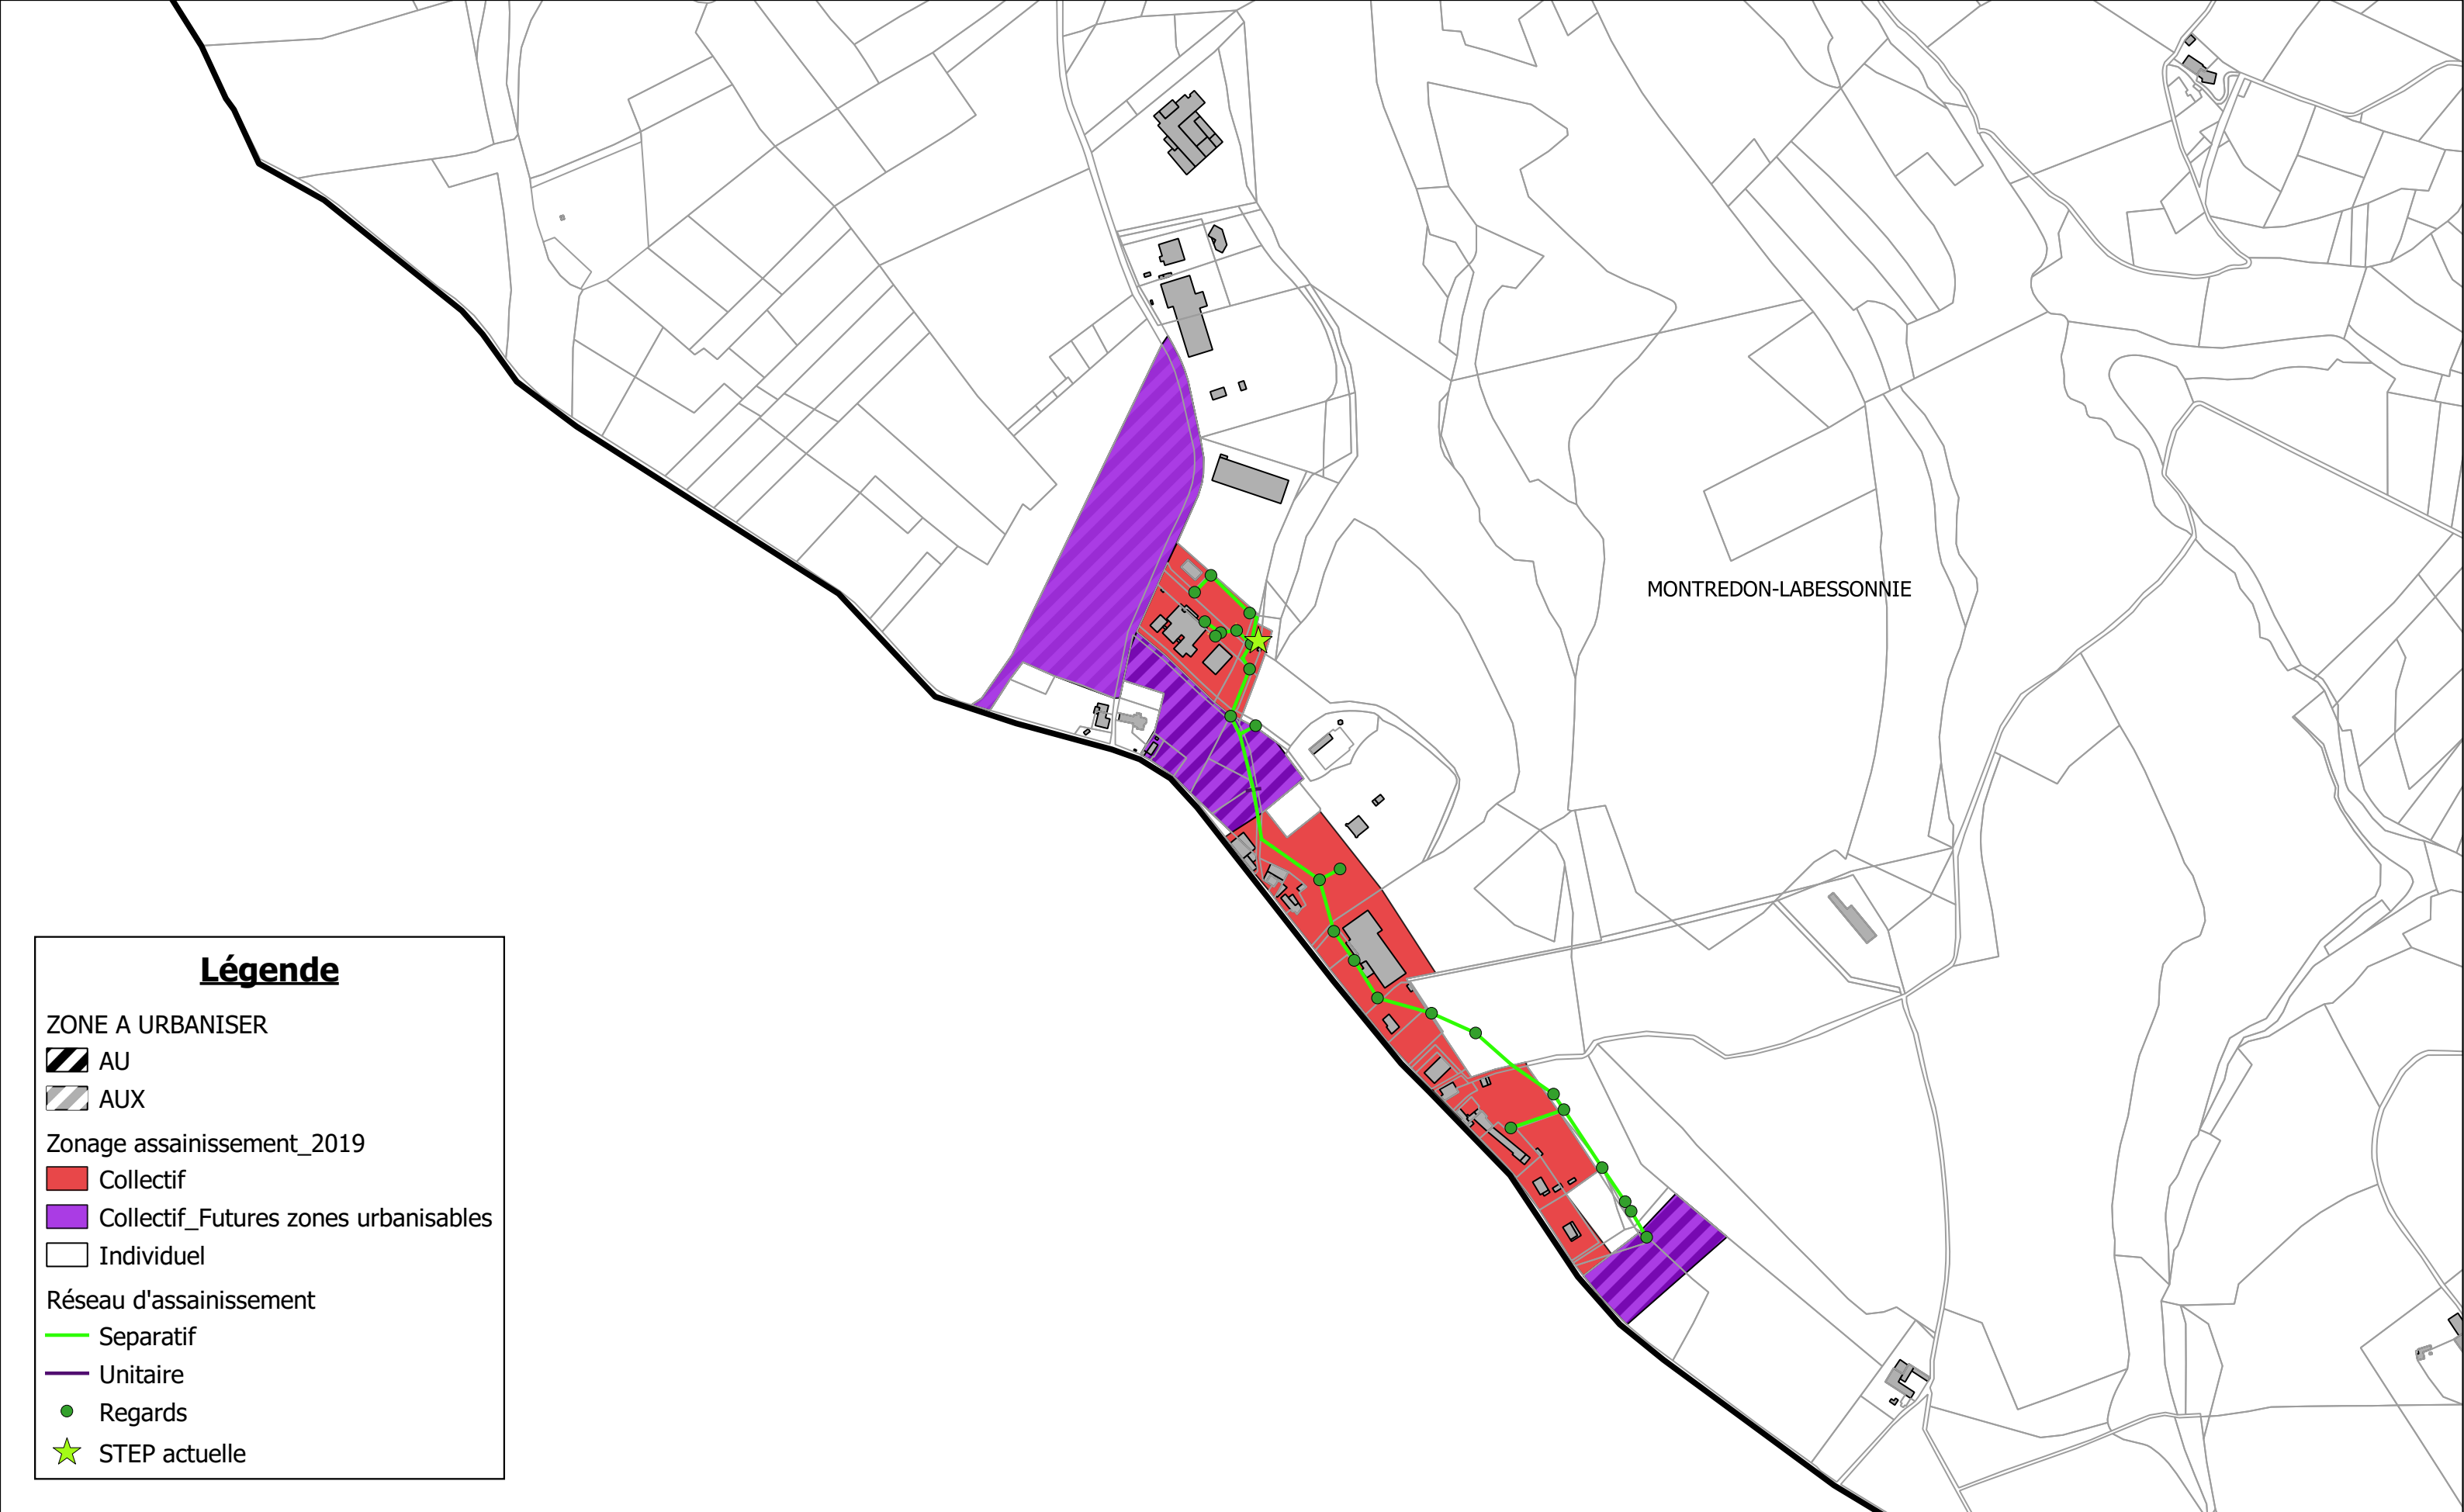 MONTREDON-LABESSONNIE
Légende
ZONE A URBANISER
AU
AUX
Zonage assainissement_2019
Collectif
Collectif_Futures zones urbanisables
Individuel
Réseau d'assainissement
Separatif
Unitaire
Regards
STEP actuelle